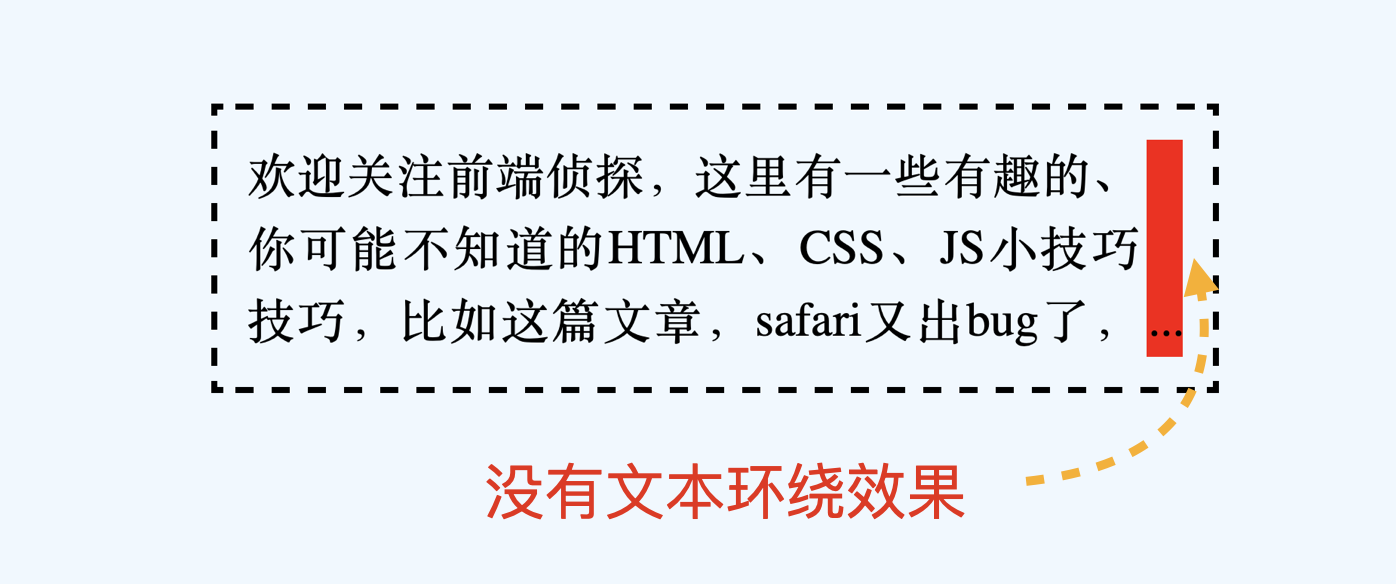 欢迎关注前端侦探，这里有一些有趣的、
你可能不知道的HTML、CSS、JS小技巧
技巧，比如这篇文章，safari又出bug了，...
没有文本环绕效果